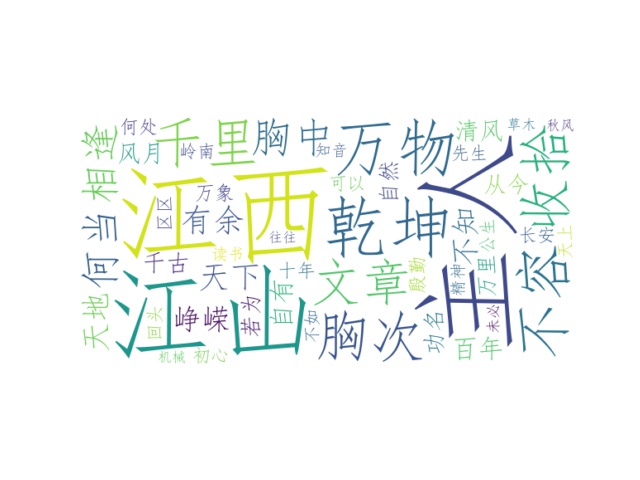 何处
千里
胸中
万物
清风
草木
秋风
相逢
风月
岭南
知音
先生
收拾
江西
万象
可以
自然
主人
从今
何当
区区
有余
往往
乾坤
不知
公生
长安
天上
读书
千古
天下
十年
文章
殷勤
精神
万里
不容
天地
江山
回头
峥嵘
若为
自有
不如
胸次
功名
未必
百年
机械
初心